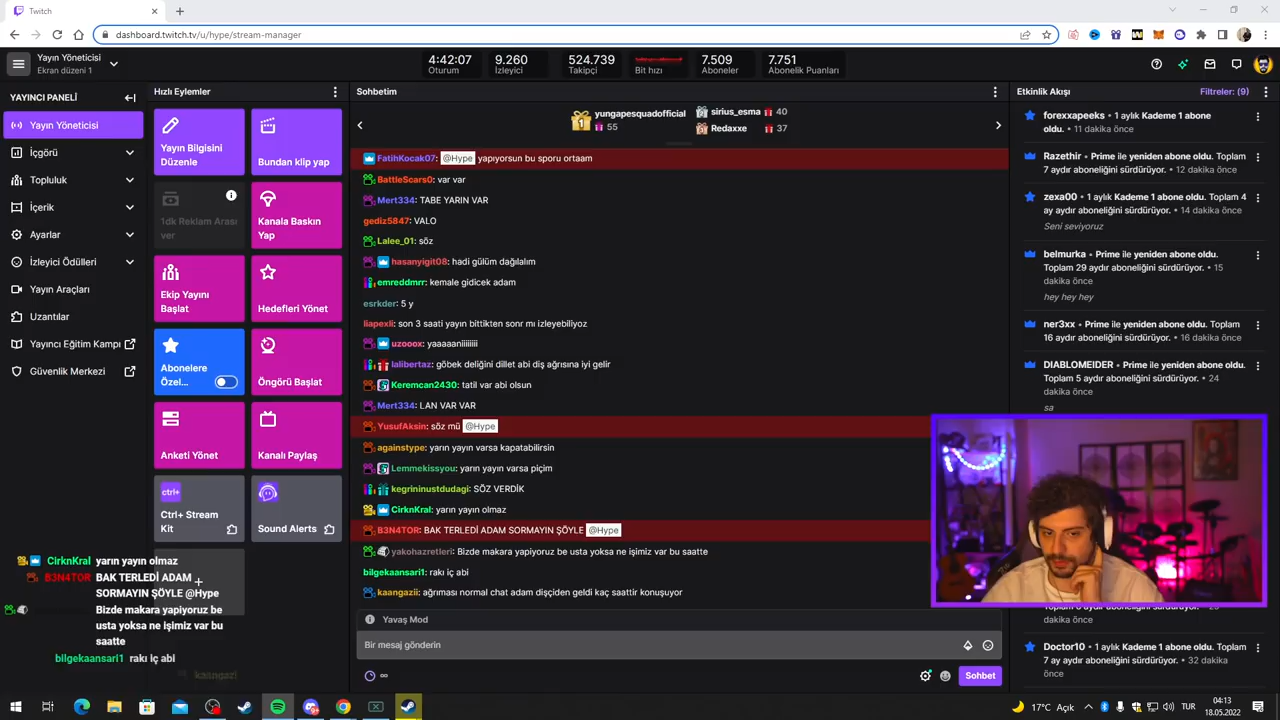 Twitch
dashboard.twitch.tv/u/hype/stream-manager
Yayın Yöneticisi
Ekran düzeni 1
4:42:07
Oturum
9.260
İzleyici
524.739
Takipçi
Bit hızı
7.509
Aboneler
7.751
Abonelik Puanları
YAYINCI PANELİ
Yayın Yöneticisi
İçgörü
Topluluk
İçerik
Ayarlar
İzleyici Ödülleri
Yayın Araçları
Uzantılar
Yayıncı Eğitim Kampı
Güvenlik Merkezi
Hızlı Eylemler
Yayın Bilgisini
Düzenle
Bundan klip yap
1dk Reklam Arası
ver
Kanala Baskın
Yap
Ekip Yayını
Başlat
Hedefleri Yönet
Abonelere
Özel...
Öngörü Başlat
Anketi Yönet
Kanalı Paylaş
ctrl+
Ctrl+ Stream
Kit
Sound Alerts
CirknKral yarın yayın olmaz
B3N4TOR BAK TERLEDİ ADAM
SORMAYIN ŞÖYLE @Hype
Bizde makara yapiyoruz be
usta yoksa ne işimiz var bu
saatte
bilgekaansari1 rakı iç abi
kaangazi
Sohbetim
1
yungapesquadofficial
55
sirius_esma 40
Redaxxe 37
FatihKocak07: @Hype yapıyorsun bu sporu ortaam
BattleScars0: var var
Mert334: TABE YARIN VAR
gediz5847: VALO
Lalee_01: söz
hasanyigit08: hadi gülüm dağılalım
emreddmrr: kemale gidicek adam
esrkder: 5 y
liapexli: son 3 saati yayın bittikten sonr mı izleyebiliyoz
uzooox: yaaaaaniiiiiiii
lalibertaz: göbek deliğini dillet abi diş ağrısına iyi gelir
Keremcan2430: tatil var abi olsun
Mert334: LAN VAR VAR
YusufAksin: söz mü @Hype
againstype: yarın yayın varsa kapatabilirsin
Lemmekissyou: yarın yayın varsa piçim
kegrininustdudagi: SÖZ VERDİK
CirknKral: yarın yayın olmaz
B3N4TOR: BAK TERLEDİ ADAM SORMAYIN ŞÖYLE @Hype
yakohazretleri: Bizde makara yapiyoruz be usta yoksa ne işimiz var bu saatte
bilgekaansari1: rakı iç abi
kaangazii: ağrıması normal chat adam dişçiden geldi kaç saattir konuşuyor
Yavaş Mod
Bir mesaj gönderin
∞
Sohbet
Etkinlik Akışı
Filtreler: (9)
forexxapeeks • 1 aylık Kademe 1 abone
oldu. • 11 dakika önce
Razethir • Prime ile yeniden abone oldu. Toplam
7 aydır aboneliğini sürdürüyor. • 12 dakika önce
zexa00 • 1 aylık Kademe 1 abone oldu. Toplam 4
ay aydır aboneliğini sürdürüyor. • 14 dakika önce
Seni seviyoruz
belmurka • Prime ile yeniden abone oldu.
Toplam 29 aydır aboneliğini sürdürüyor. • 15
dakika önce
hey hey hey
ner3xx • Prime ile yeniden abone oldu. Toplam
16 aydır aboneliğini sürdürüyor. • 16 dakika önce
DIABLOMEIDER • Prime ile yeniden abone oldu.
Toplam 5 aydır aboneliğini sürdürüyor. • 24
dakika önce
sa
dakika önce
Doctor10 • 1 aylık Kademe 1 abone oldu. Toplam
7 ay aydır aboneliğini sürdürüyor. • 32 dakika
önce
17°C Açık
TUR
04:13
18.05.2022